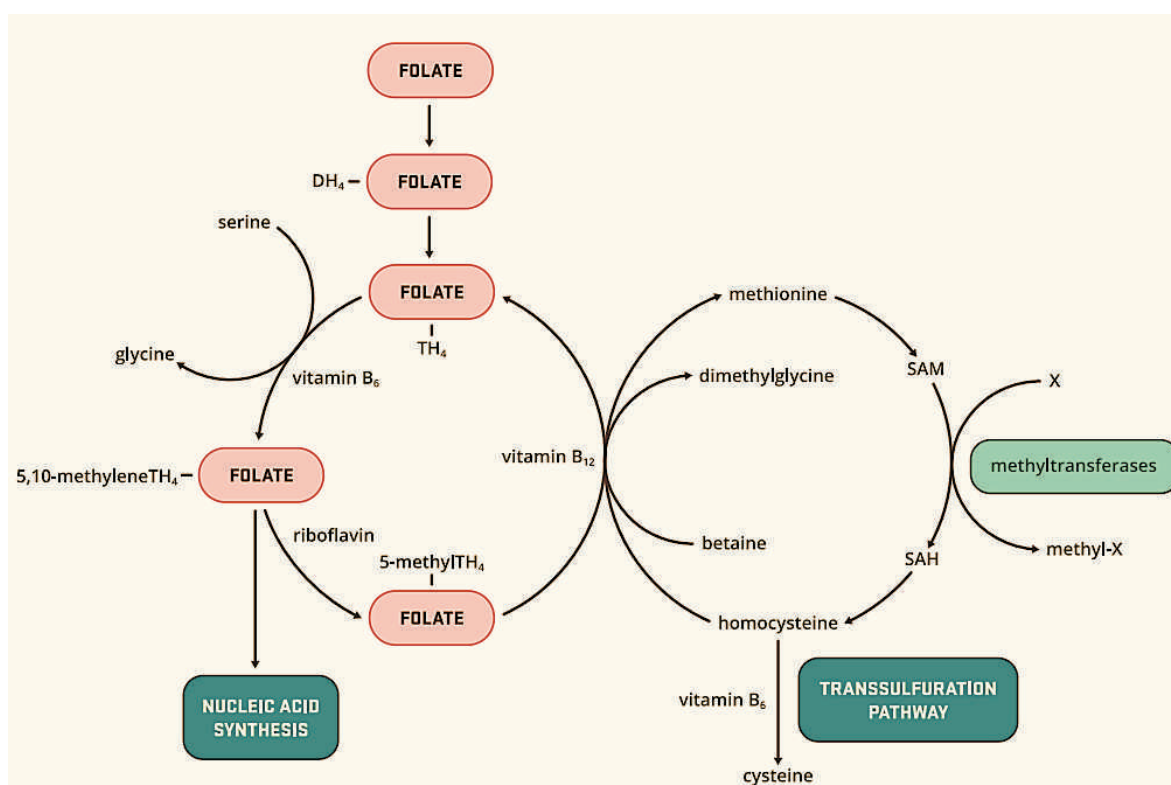 FOLATE
DH₄
FOLATE
serine
FOLATE
TH₄
glycine
vitamin B₆
5,10-methyleneTH₄
FOLATE
riboflavin
5-methylTH₄
FOLATE
NUCLEIC ACID
SYNTHESIS
vitamin B₁₂
methionine
dimethylglycine
SAM
X
methyltransferases
betaine
SAH
methyl-X
homocysteine
vitamin B₆
TRANSSULFURATION
PATHWAY
cysteine